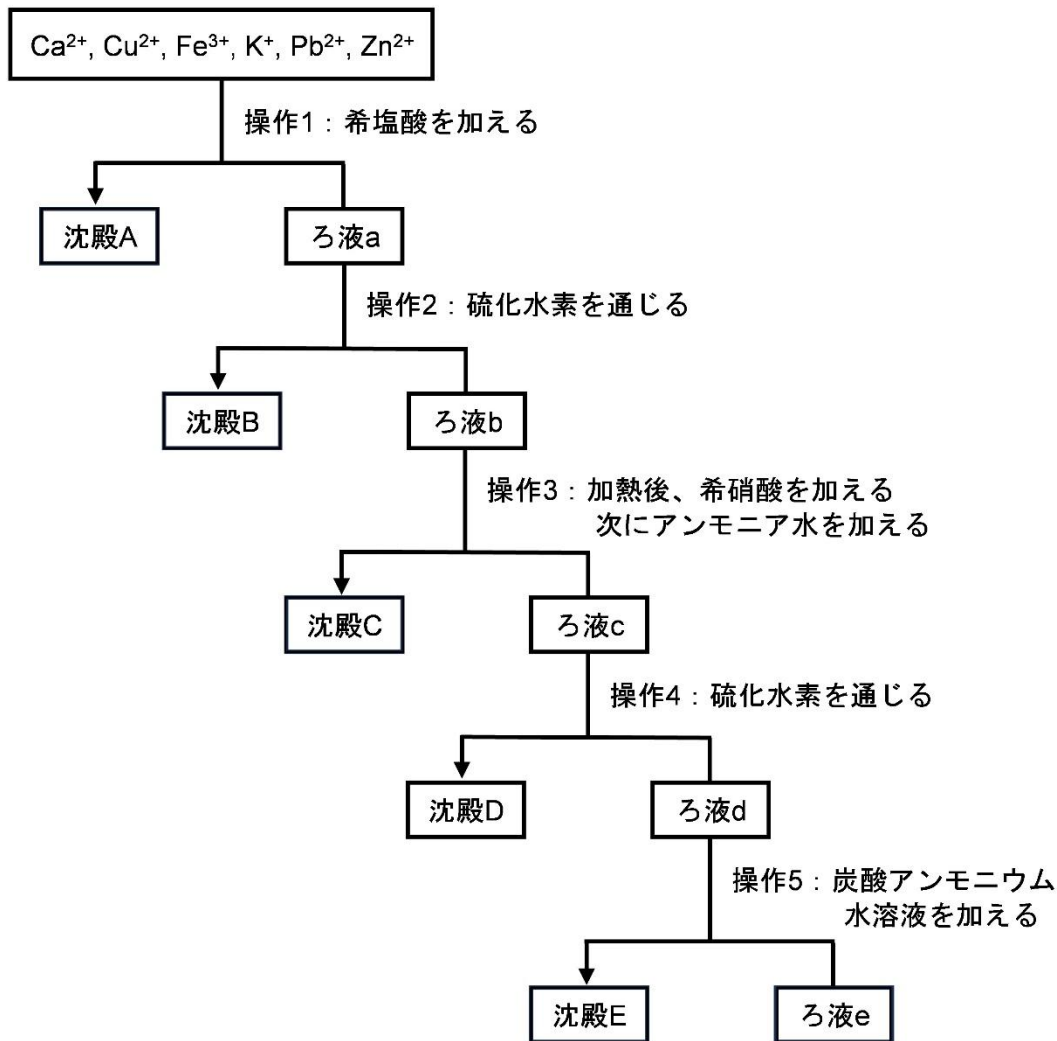 Ca²⁺, Cu²⁺, Fe³⁺, K⁺, Pb²⁺, Zn²⁺
操作1：希塩酸を加える
沈殿A
ろ液a
操作2：硫化水素を通じる
沈殿B
ろ液b
操作3：加熱後、希硝酸を加える
次にアンモニア水を加える
沈殿C
ろ液c
操作4：硫化水素を通じる
沈殿D
ろ液d
操作5：炭酸アンモニウム
水溶液を加える
沈殿E
ろ液e